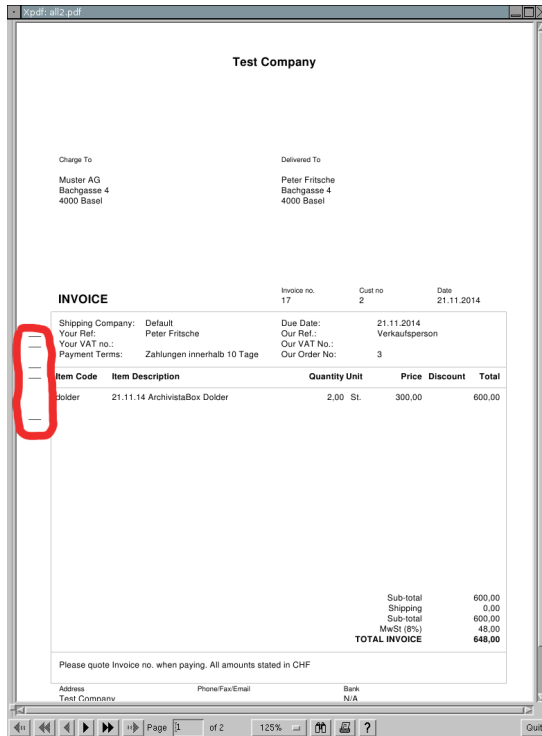 Xpdf: all2.pdf
Test Company
Charge To Delivered To
Muster AG Peter Fritsche
Bachgasse 4 Bachgasse 4
4000 Basel 4000 Basel
Invoice no. Cust no Date
INVOICE 17 2 21.11.2014
Shipping Company: Default Due Date: 21.11.2014
Your Ref: Peter Fritsche Our Ref.: Verkaufsperson
Your VAT no.: Our VAT No.:
Payment Terms: Zahlungen innerhalb 10 Tage Our Order No: 3
Item Code Item Description Quantity Unit Price Discount Total
dolder 21.11.14 ArchivistaBox Dolder 2,00 St. 300,00 600,00
Sub-total 600,00
Shipping 0,00
Sub-total 600,00
MwSt (8%) 48,00
TOTAL INVOICE 648,00
Please quote Invoice no. when paying. All amounts stated in CHF
Address Phone/Fax/Email Bank
Test Company N/A
Page 1 of 2 125% ? Quit